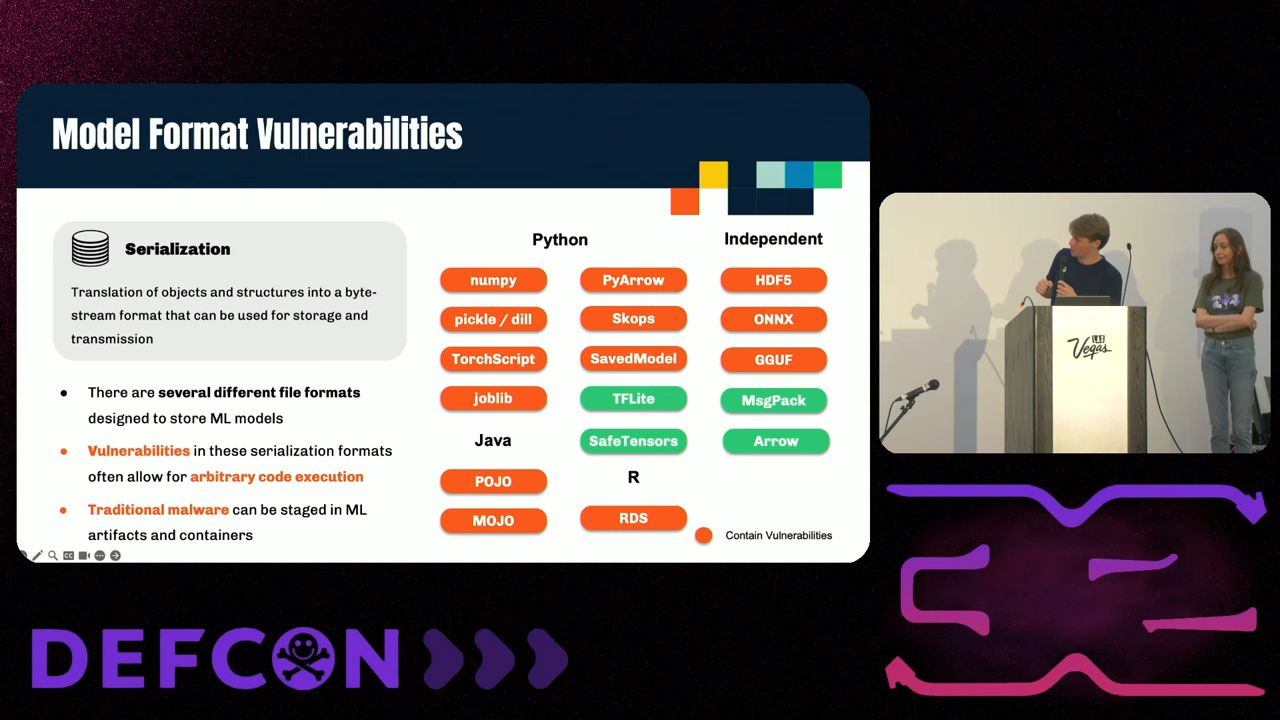 Model Format Vulnerabilities
Serialization
Translation of objects and structures into a byte-
stream format that can be used for storage and
transmission
There are several different file formats
designed to store ML models
Vulnerabilities in these serialization formats
often allow for arbitrary code execution
Traditional malware can be staged in ML
artifacts and containers
Python
Independent
numpy
PyArrow
HDF5
pickle / dill
Skops
ONNX
TorchScript
SavedModel
GGUF
joblib
TFLite
MsgPack
Java
SafeTensors
Arrow
POJO
R
MOJO
RDS
Contain Vulnerabilities
LAS
Vegas
DEFCON